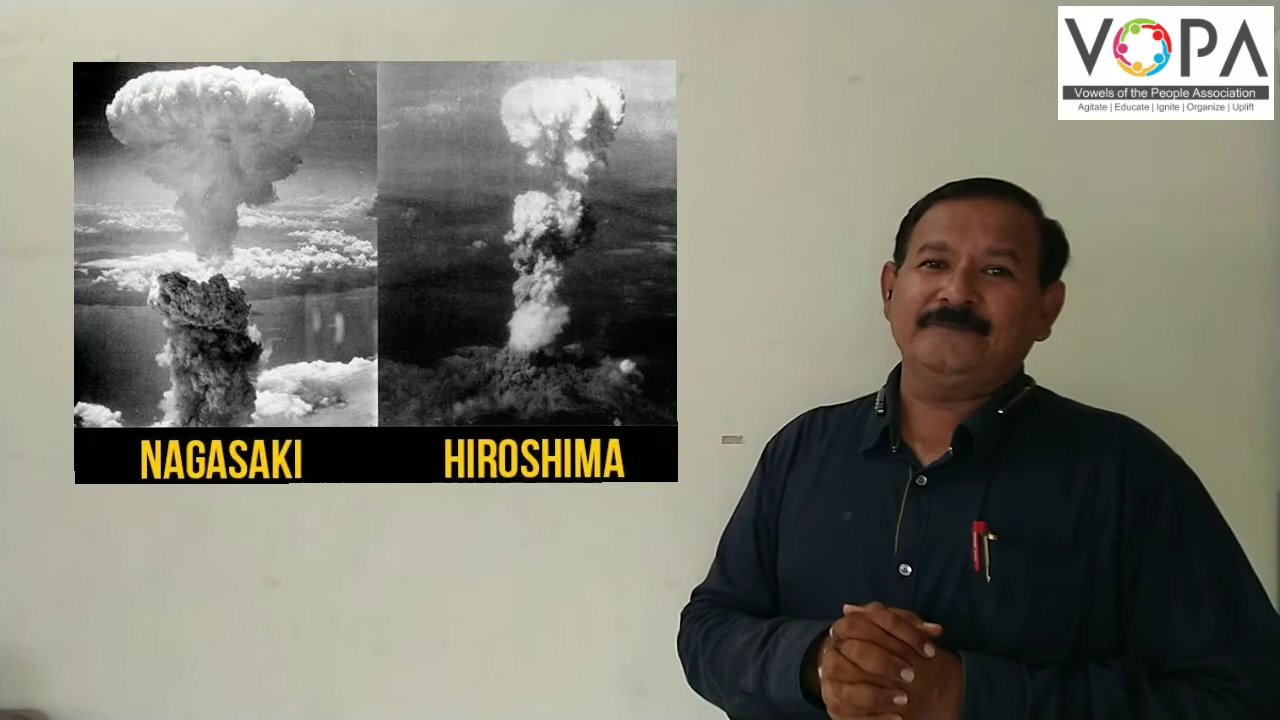 VOPA
Vowels of the People Association
Agitate | Educate | Ignite | Organize | Uplift
NAGASAKI
HIROSHIMA